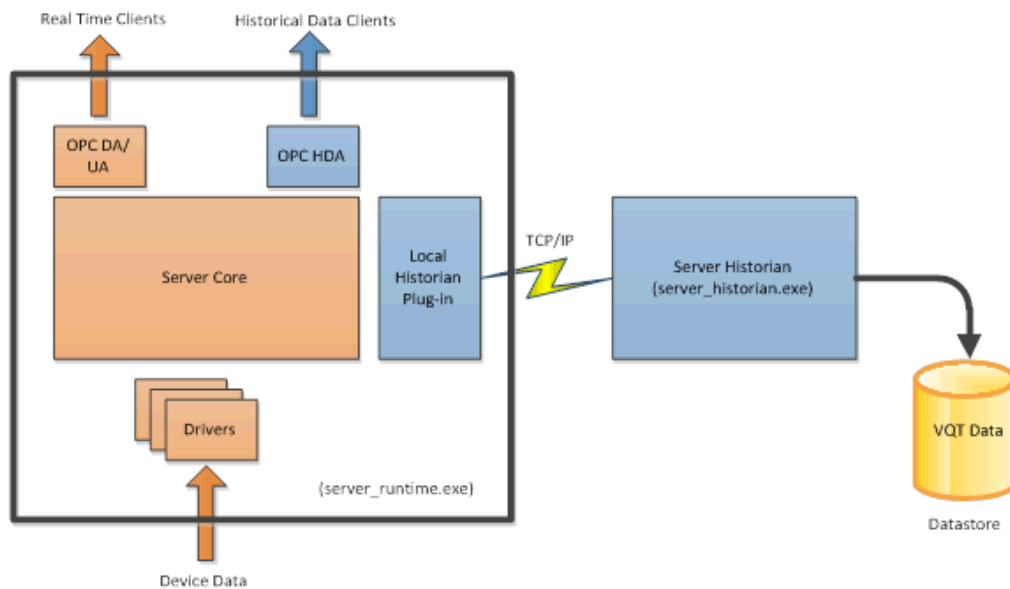 Real Time Clients
Historical Data Clients
OPC DA/
UA
OPC HDA
Server Core
Local
Historian
Plug-in
TCP/IP
Server Historian
(server_historian.exe)
Drivers
VQT Data
(server_runtime.exe)
Datastore
Device Data